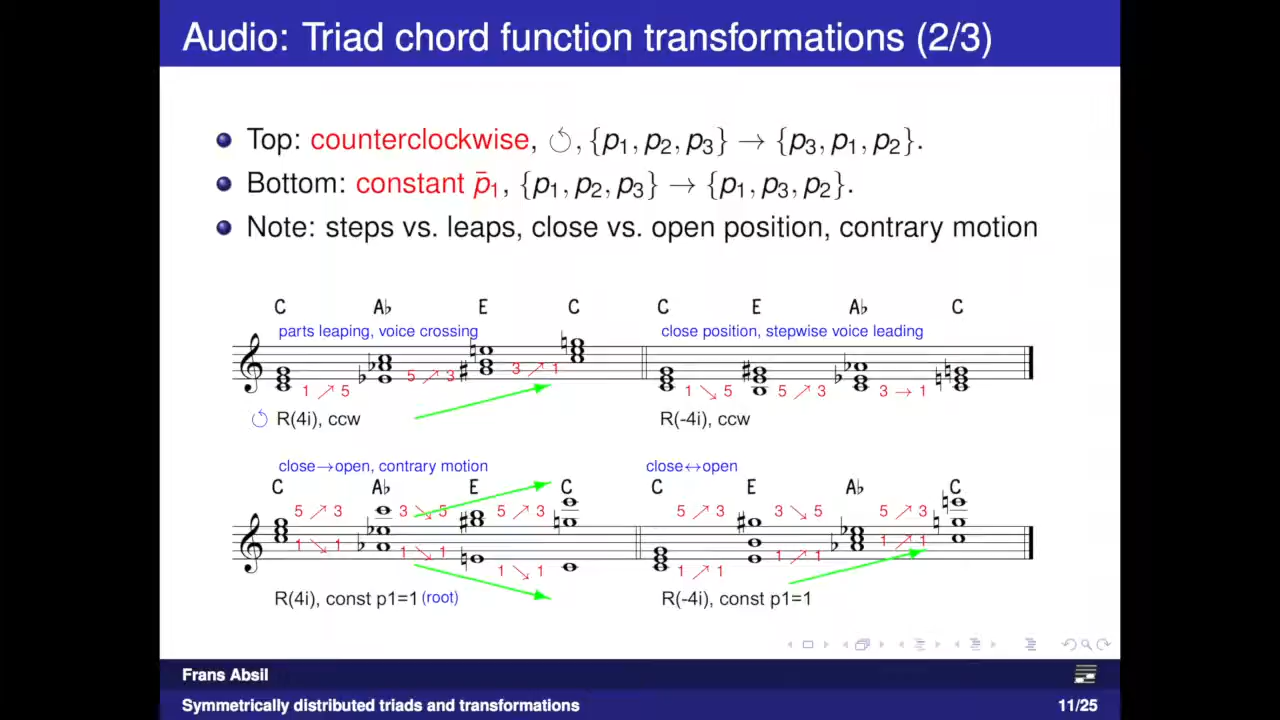 Audio: Triad chord function transformations (2/3)
Top: counterclockwise, ↺, {p₁, p₂, p₃} → {p₃, p₁, p₂}.
Bottom: constant p̄₁, {p₁, p₂, p₃} → {p₁, p₃, p₂}.
Note: steps vs. leaps, close vs. open position, contrary motion
C A♭ E C C E A♭ C
parts leaping, voice crossing close position, stepwise voice leading
1 ↗ 5 5 ↗ 3 3 ↗ 1 1 ↘ 5 5 ↗ 3 3 → 1
↺ R(4i), ccw R(-4i), ccw
close→open, contrary motion close↔open
C A♭ E C C E A♭ C
5 ↗ 3 3 ↘ 5 5 ↗ 3 5 ↗ 3 3 ↘ 5 5 ↗ 3
1 ↘ 1 1 ↘ 1 1 ↘ 1 1 ↗ 1 1 ↗ 1 1 ↗ 1
R(4i), const p1=1 (root) R(-4i), const p1=1
Frans Absil
Symmetrically distributed triads and transformations 11/25